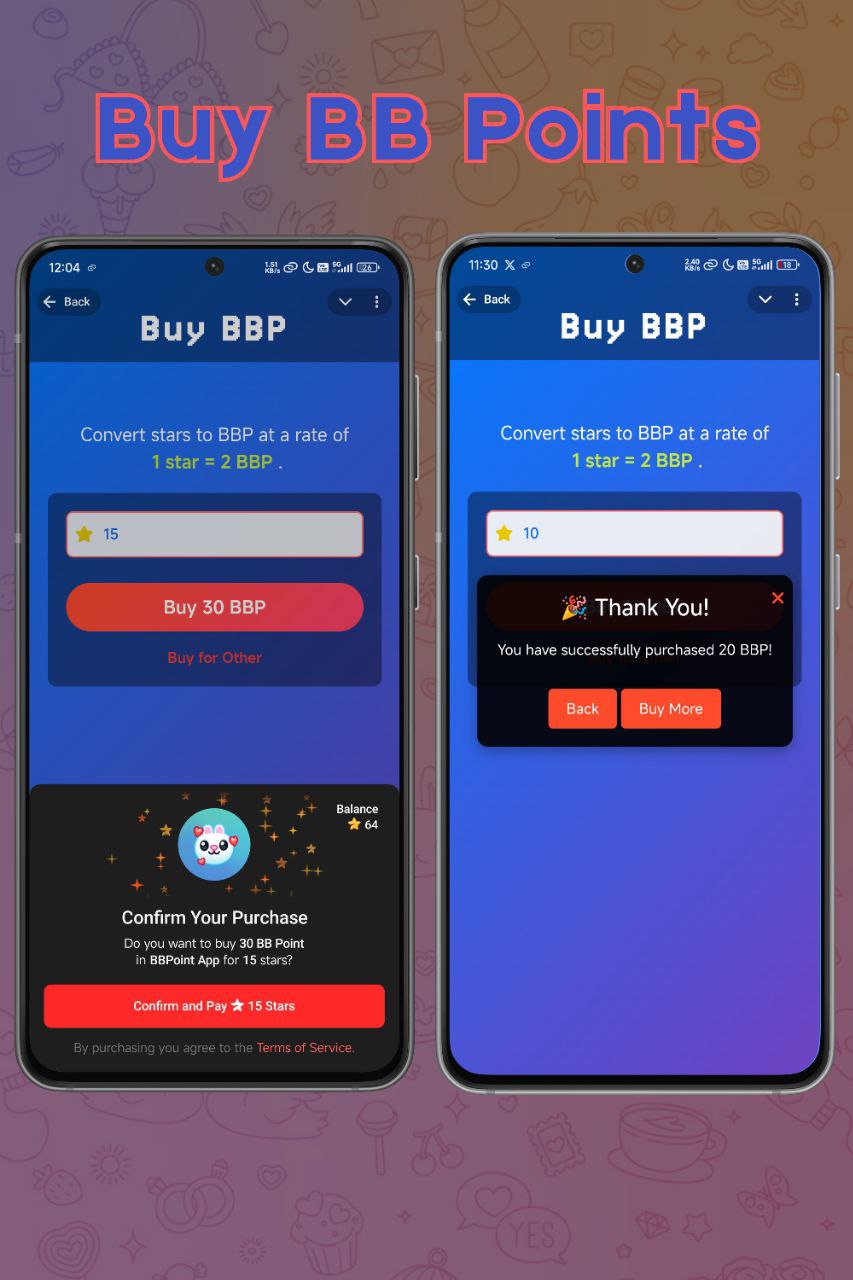 Buy BB Points
12:04
1.51
KB/s
5G
26
Back
Buy BBP
Convert stars to BBP at a rate of
1 star = 2 BBP .
15
Buy 30 BBP
Buy for Other
Balance
64
Confirm Your Purchase
Do you want to buy 30 BB Point
in BBPoint App for 15 stars?
Confirm and Pay 15 Stars
By purchasing you agree to the Terms of Service.
11:30
2.40
KB/s
5G
18
Back
Buy BBP
Convert stars to BBP at a rate of
1 star = 2 BBP .
10
🎉 Thank You!
You have successfully purchased 20 BBP!
Back
Buy More
YES